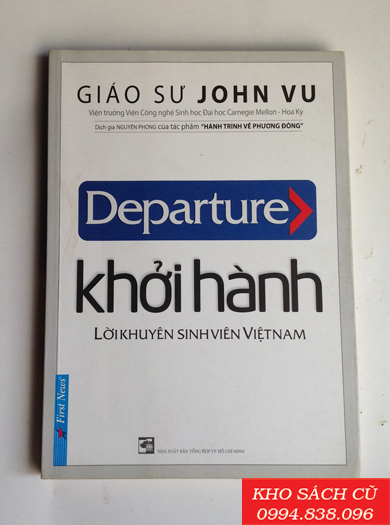 GIÁO SƯ JOHN VU
Viện trưởng Viện Công nghệ Sinh học Đại học Carnegie Mellon - Hoa Kỳ
Dịch giả NGUYÊN PHONG của tác phẩm "HÀNH TRÌNH VỀ PHƯƠNG ĐÔNG"
Departure
khởi hành
LỜI KHUYÊN SINH VIÊN VIỆT NAM
First News
NHÀ XUẤT BẢN TỔNG HỢP TP. HỒ CHÍ MINH
KHO SÁCH CŨ
0994.838.096